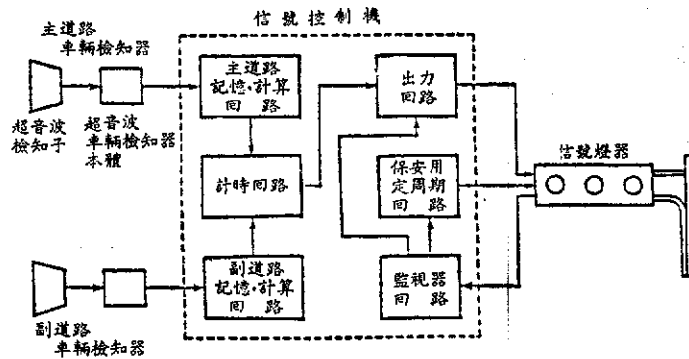 信號控制機
主道路
車輛檢知器
超音波
檢知子
超音波
車輛檢知器
本體
主道路
記憶·計算
回路
計時回路
副道路
記憶·計算
回路
出力
回路
保安用
定周期
回路
監視器
回路
信號燈器
副道路
車輛檢知器